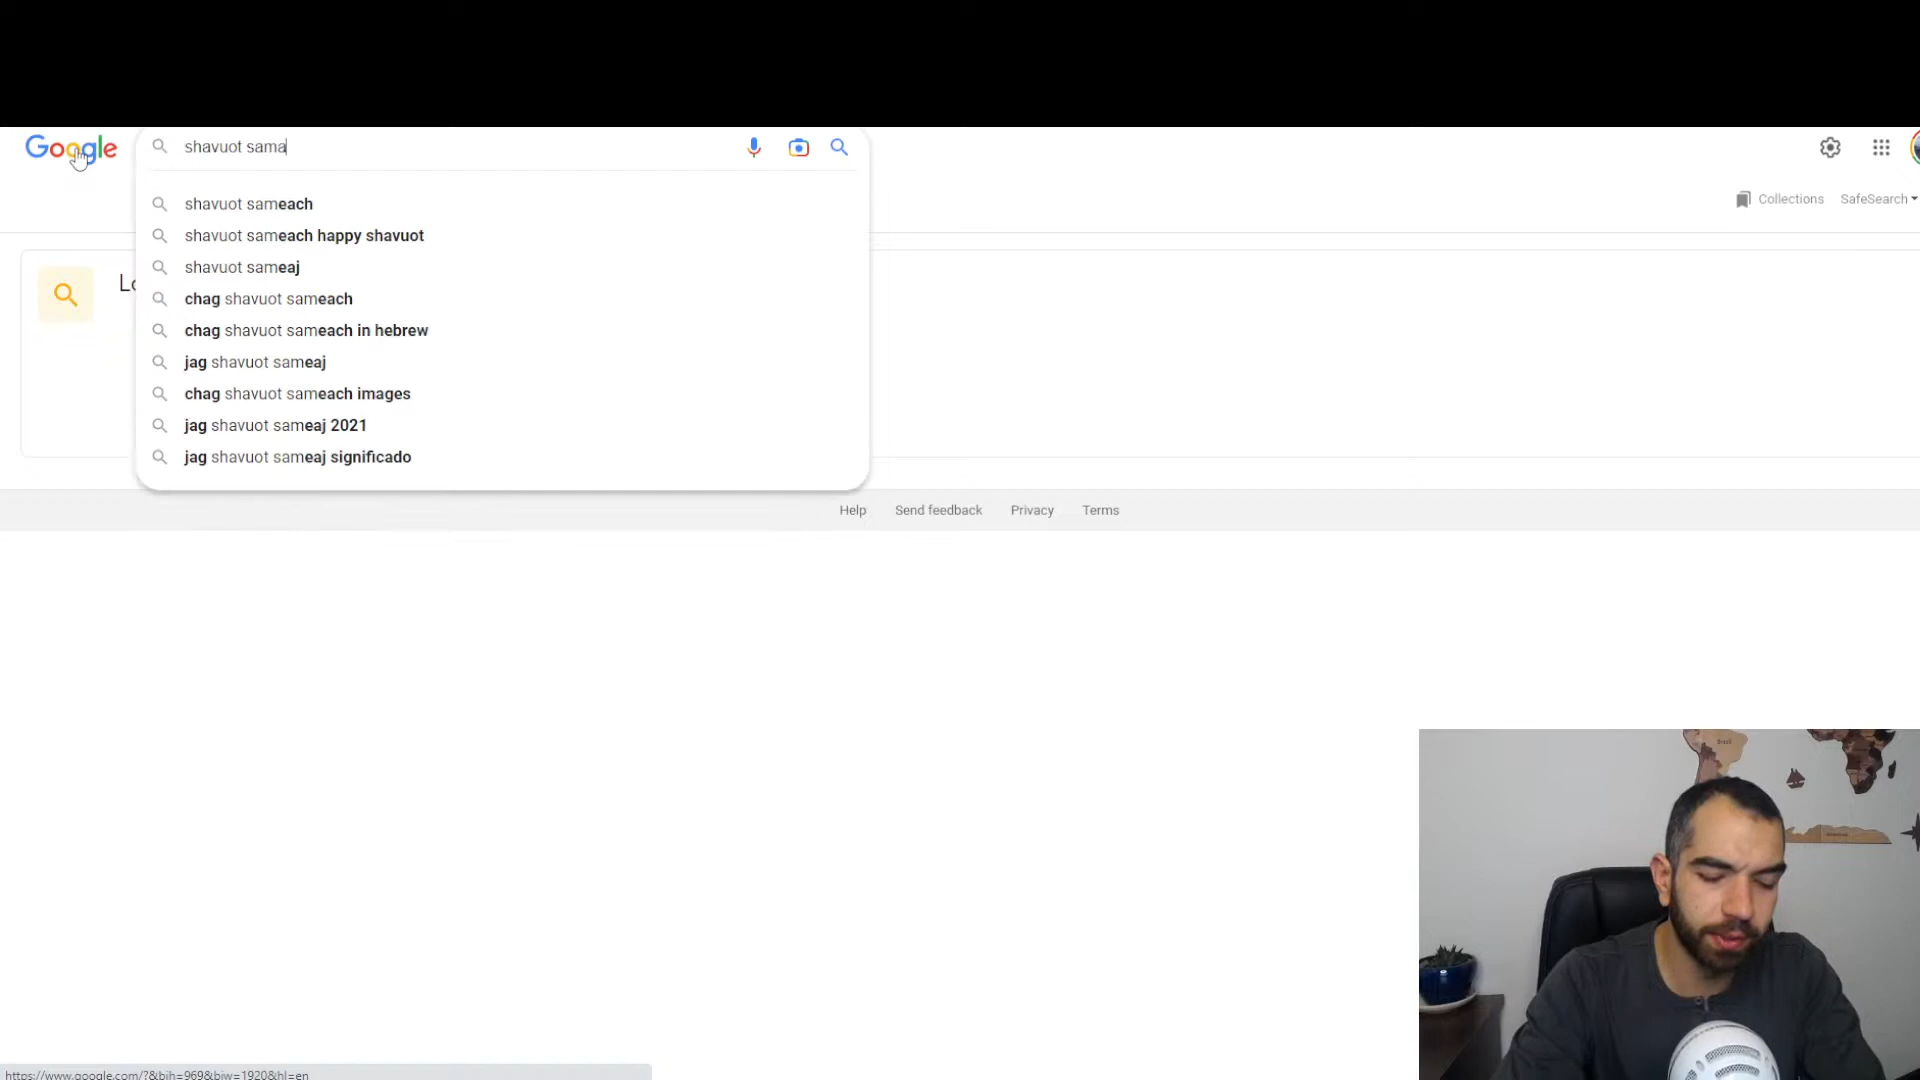 Google
shavuot sama
shavuot sameach
shavuot sameach happy shavuot
shavuot sameaj
chag shavuot sameach
chag shavuot sameach in hebrew
jag shavuot sameaj
chag shavuot sameach images
jag shavuot sameaj 2021
jag shavuot sameaj significado
Collections
SafeSearch
Lo
Help
Send feedback
Privacy
Terms
Brazil
https://www.google.com/?&bih=969&biw=1920&hl=en